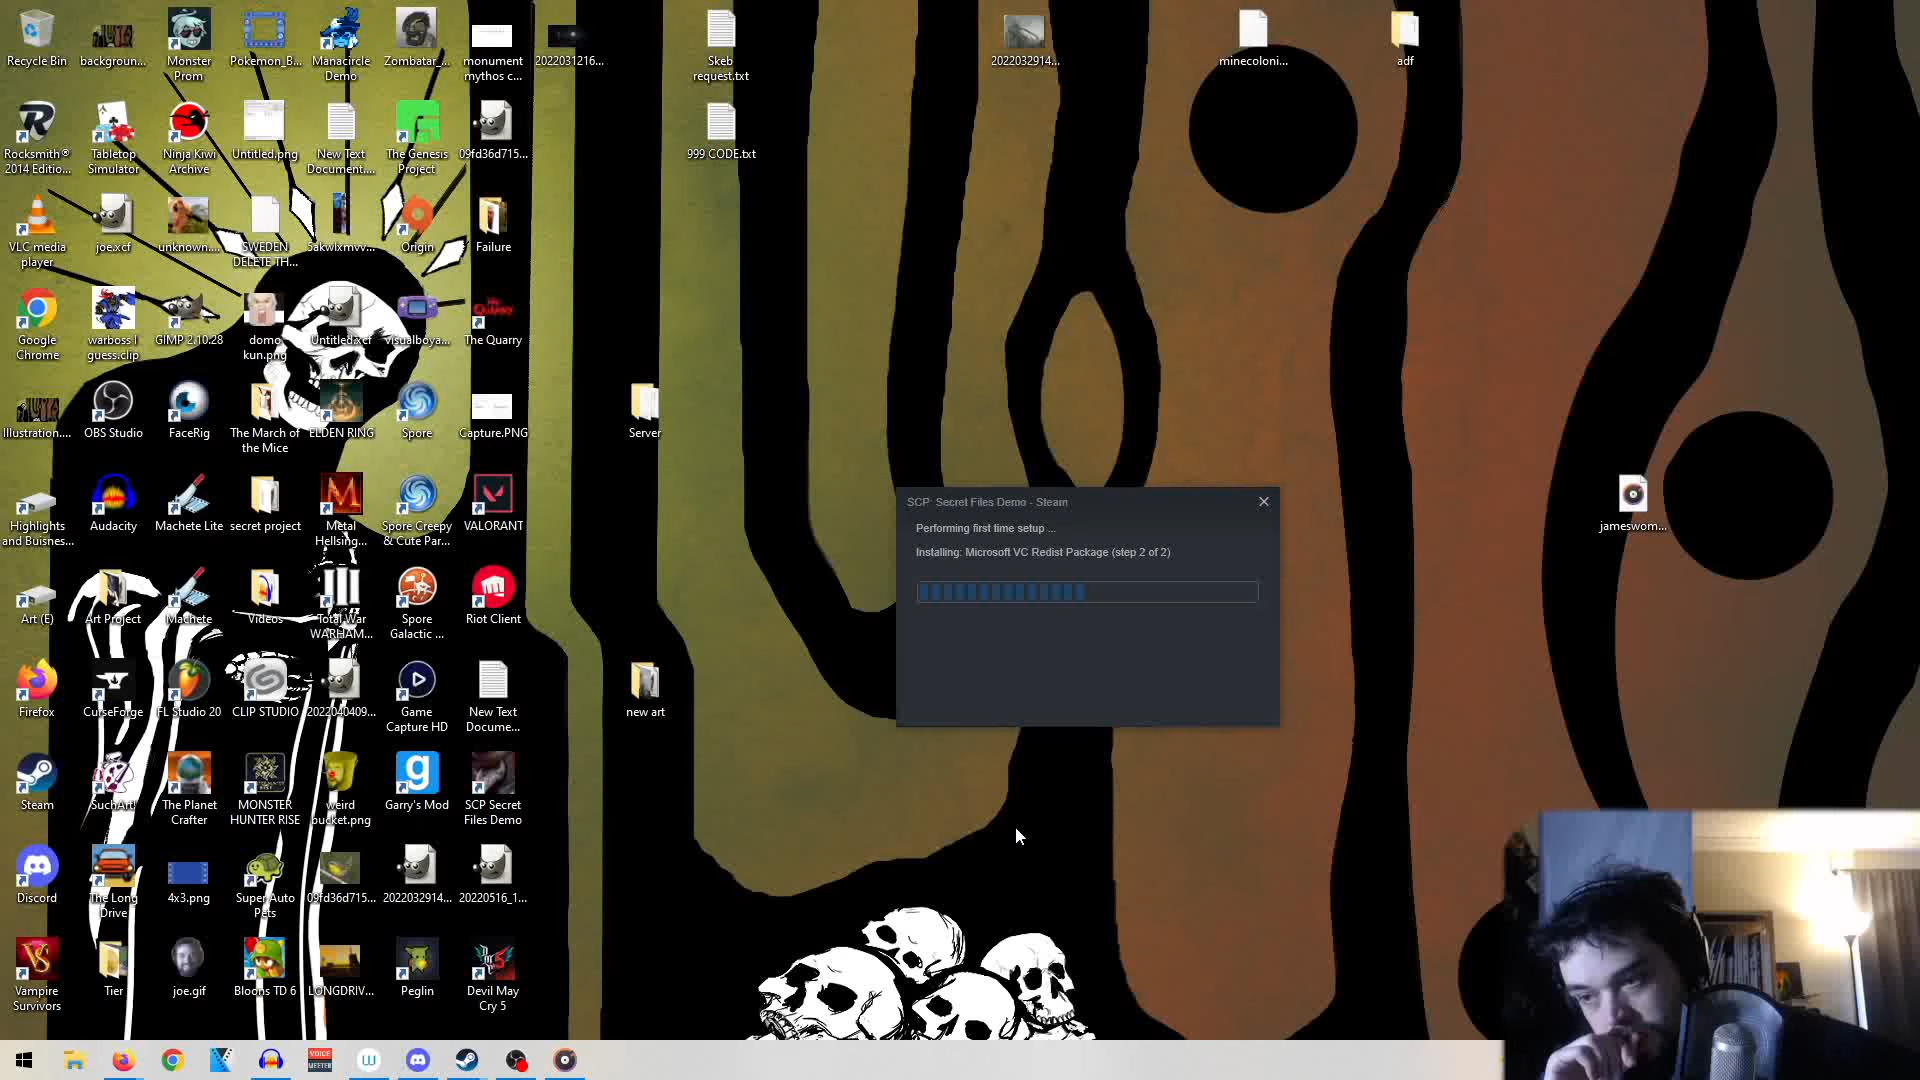 Recycle Bin
backgroun...
Monster
Prom
Pokemon_B...
Manacircle
Demo
Zombatar_...
monument
mythos c...
2022031216...
Skeb
request.txt
2022032914...
minecoloni...
adf
Rocksmith®
2014 Editio...
Tabletop
Simulator
Ninja Kiwi
Archive
Untitled.png
New Text
Document....
The Genesis
Project
09fd36d715...
999 CODE.txt
VLC media
player
joe.xcf
unknown....
SWEDEN
DELETE TH...
Origin
Failure
Google
Chrome
warboss I
guess.clip
GIMP 2.10.28
domo
kun.png
Untitled.xcf
visualboya...
The Quarry
Illustration....
OBS Studio
FaceRig
The March of
the Mice
ELDEN RING
Spore
Capture.PNG
Server
Highlights
and Buisnes...
Audacity
Machete Lite
secret project
Metal
Hellsing...
Spore Creepy
& Cute Par...
VALORANT
SCP: Secret Files Demo - Steam
Performing first time setup ...
Installing: Microsoft VC Redist Package (step 2 of 2)
jameswom...
Art (E)
Art Project
Machete
Videos
Total War
WARHAM...
Spore
Galactic ...
Riot Client
Firefox
CurseForge
FL Studio 20
CLIP STUDIO
2022040409...
Game
Capture HD
New Text
Docume...
new art
Steam
SuchArt!
The Planet
Crafter
MONSTER
HUNTER RISE
weird
bucket.png
Garry's Mod
SCP Secret
Files Demo
Discord
The Long
Drive
4x3.png
Super Auto
Pets
09fd36d715...
2022032914...
20220516_1...
Vampire
Survivors
Tier
joe.gif
Bloons TD 6
LONGDRIV...
Peglin
Devil May
Cry 5
VOICE
MEETER